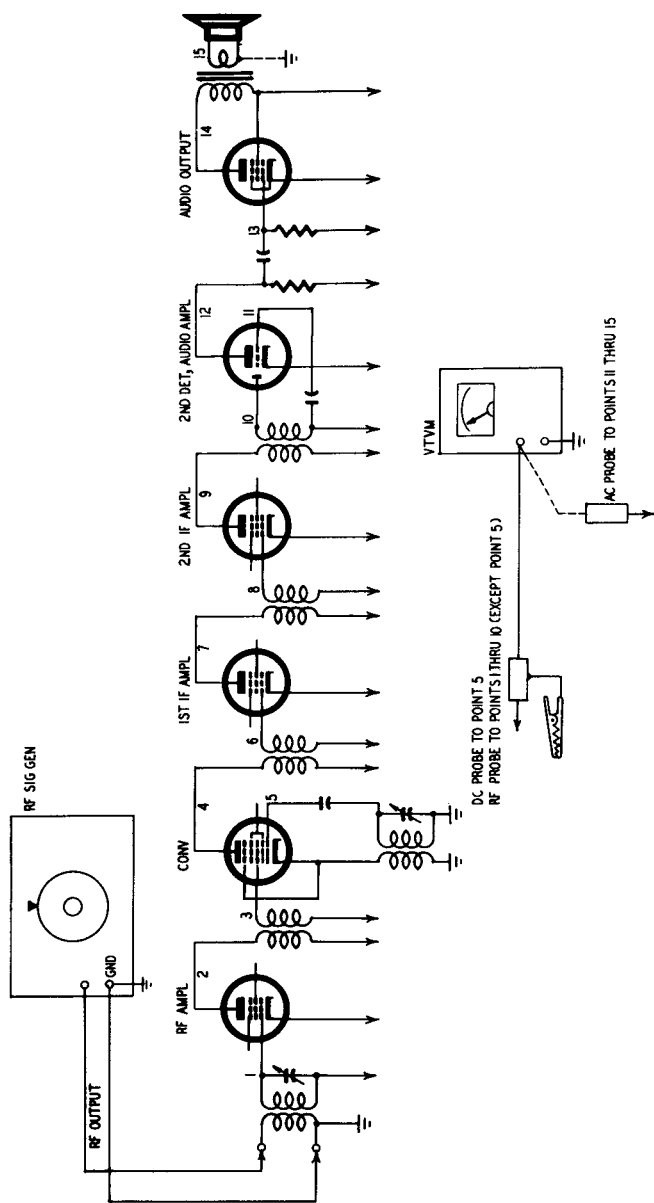 RF SIG GEN
GND
RF OUTPUT
RF AMPL
CONV
1ST IF AMPL
2ND IF AMPL
2ND DET, AUDIO AMPL
AUDIO OUTPUT
1
2
3
4
5
6
7
8
9
10
11
12
13
14
15
VTVM
DC PROBE TO POINT 5
RF PROBE TO POINTS 1 THRU 10 (EXCEPT POINT 5)
AC PROBE TO POINTS 11 THRU 15